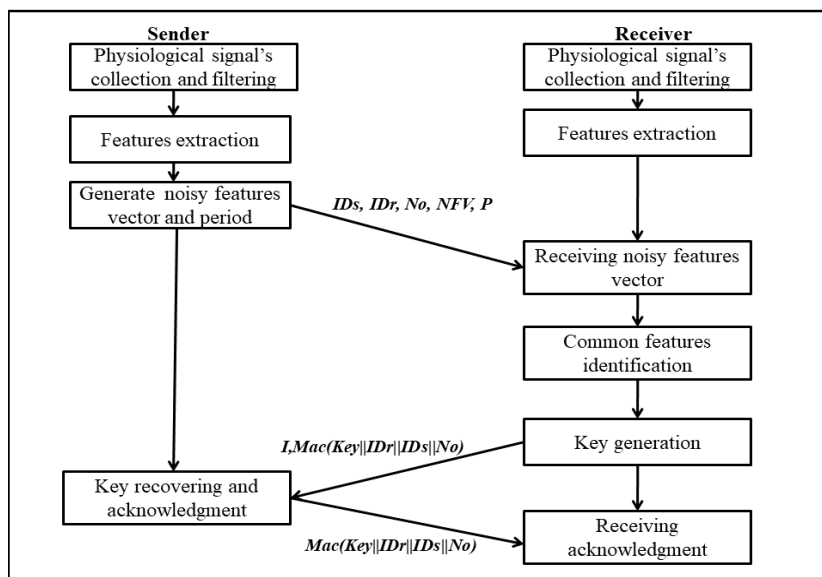 Sender
Physiological signal's
collection and filtering
Features extraction
Generate noisy features
vector and period
IDs, IDr, No, NFV, P
Receiver
Physiological signal's
collection and filtering
Features extraction
Receiving noisy features
vector
Common features
identification
Key generation
I,Mac(Key||IDr||IDs||No)
Key recovering and
acknowledgment
Mac(Key||IDr||IDs||No)
Receiving
acknowledgment